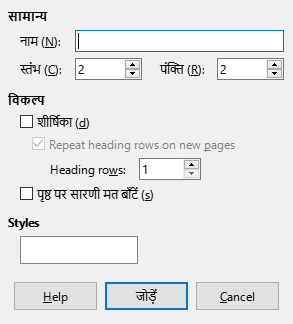 सामान्य
नाम (N):
स्तंभ (C): 2 पंक्ति (R): 2
विकल्प
शीर्षिका (d)
Repeat heading rows on new pages
Heading rows: 1
पृष्ठ पर सारणी मत बाँटें (s)
Styles
Help जोड़ें Cancel